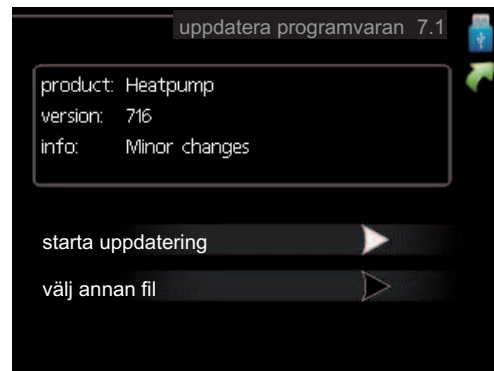 uppdatera programvaran 7.1
product: Heatpump
version: 716
info: Minor changes
starta uppdatering
välj annan fil